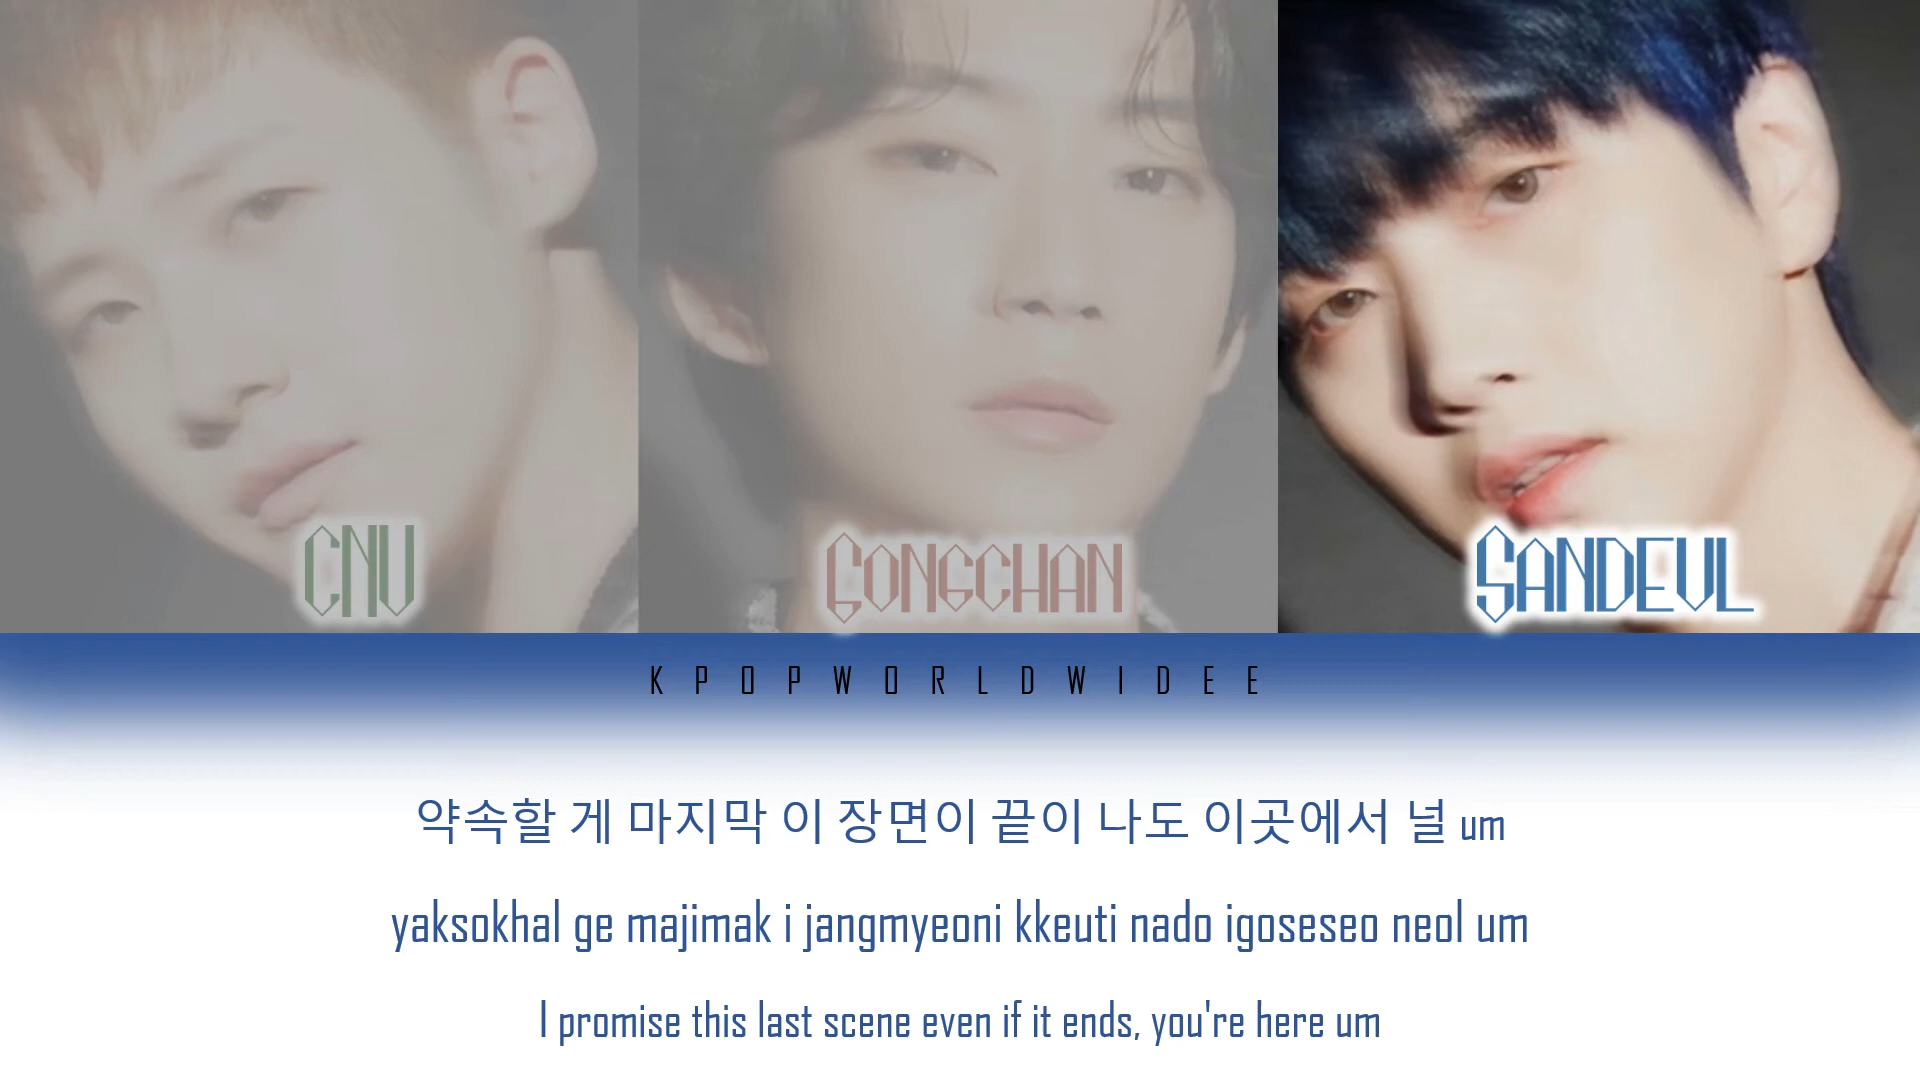 CNU
Gongchan
Sandeul
KPOPWORLDWIDEE
약속할 게 마지막 이 장면이 끝이 나도 이곳에서 널 um
yaksokhal ge majimak i jangmyeoni kkeuti nado igoseseo neol um
I promise this last scene even if it ends, you're here um